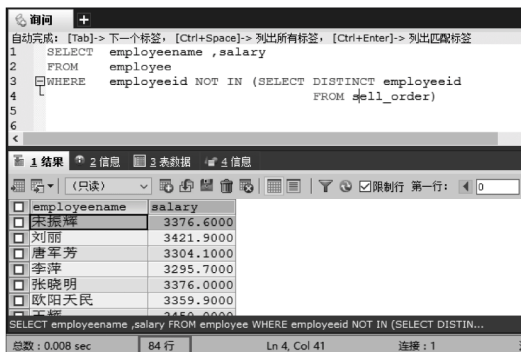 询问
自动完成: [Tab]-> 下一个标签, [Ctrl+Space]-> 列出所有标签, [Ctrl+Enter]-> 列出匹配标签
1 SELECT employeename ,salary
2 FROM employee
3 WHERE employeeid NOT IN (SELECT DISTINCT employeeid
4 FROM sell_order)
5
6
1 结果 2 信息 3 表数据 4 信息
(只读) 限制行 第一行: 0
employeename salary
宋振辉 3376.6000
刘丽 3421.9000
唐军芳 3304.1000
李萍 3295.7000
张晓明 3376.0000
欧阳天民 3359.9000
SELECT employeename ,salary FROM employee WHERE employeeid NOT IN (SELECT DISTIN...
总数: 0.008 sec 84 行 Ln 4, Col 41 连接: 1